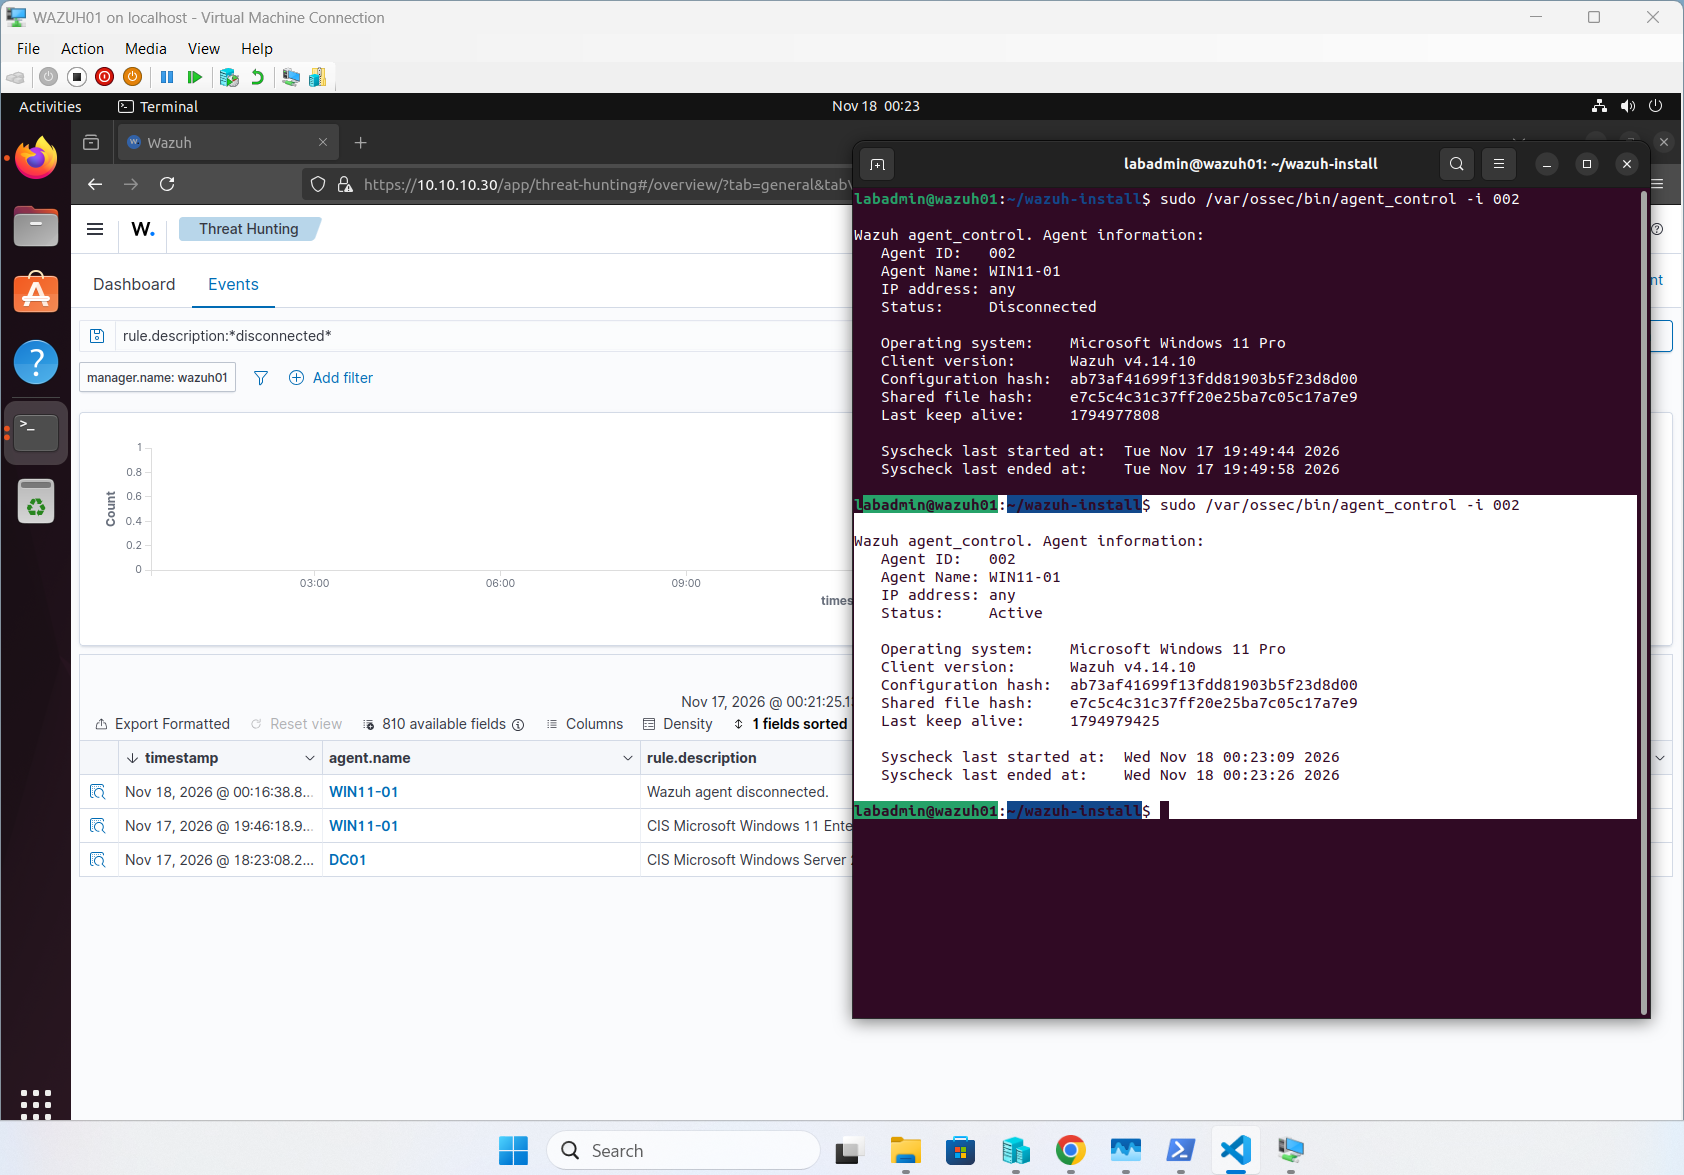 WAZUH01 on localhost - Virtual Machine Connection
File Action Media View Help
Activities Terminal Nov 18 00:23
Wazuh
https://10.10.10.30/app/threat-hunting#/overview/?tab=general&tab
W. Threat Hunting
Dashboard Events
rule.description:*disconnected*
manager.name: wazuh01 Add filter
1
0.8
0.6
0.4
0.2
0
Count
03:00 06:00 09:00
times
Nov 17, 2026 @ 00:21:25.1
Export Formatted Reset view 810 available fields Columns Density 1 fields sorted
timestamp agent.name rule.description
Nov 18, 2026 @ 00:16:38.8... WIN11-01 Wazuh agent disconnected.
Nov 17, 2026 @ 19:46:18.9... WIN11-01 CIS Microsoft Windows 11 Ente
Nov 17, 2026 @ 18:23:08.2... DC01 CIS Microsoft Windows Server
nt
labadmin@wazuh01: ~/wazuh-install
labadmin@wazuh01:~/wazuh-install$ sudo /var/ossec/bin/agent_control -i 002
Wazuh agent_control. Agent information:
Agent ID: 002
Agent Name: WIN11-01
IP address: any
Status: Disconnected
Operating system: Microsoft Windows 11 Pro
Client version: Wazuh v4.14.10
Configuration hash: ab73af41699f13fdd81903b5f23d8d00
Shared file hash: e7c5c4c31c37ff20e25ba7c05c17a7e9
Last keep alive: 1794977808
Syscheck last started at: Tue Nov 17 19:49:44 2026
Syscheck last ended at: Tue Nov 17 19:49:58 2026
labadmin@wazuh01:~/wazuh-install$ sudo /var/ossec/bin/agent_control -i 002
Wazuh agent_control. Agent information:
Agent ID: 002
Agent Name: WIN11-01
IP address: any
Status: Active
Operating system: Microsoft Windows 11 Pro
Client version: Wazuh v4.14.10
Configuration hash: ab73af41699f13fdd81903b5f23d8d00
Shared file hash: e7c5c4c31c37ff20e25ba7c05c17a7e9
Last keep alive: 1794979425
Syscheck last started at: Wed Nov 18 00:23:09 2026
Syscheck last ended at: Wed Nov 18 00:23:26 2026
labadmin@wazuh01:~/wazuh-install$
Search